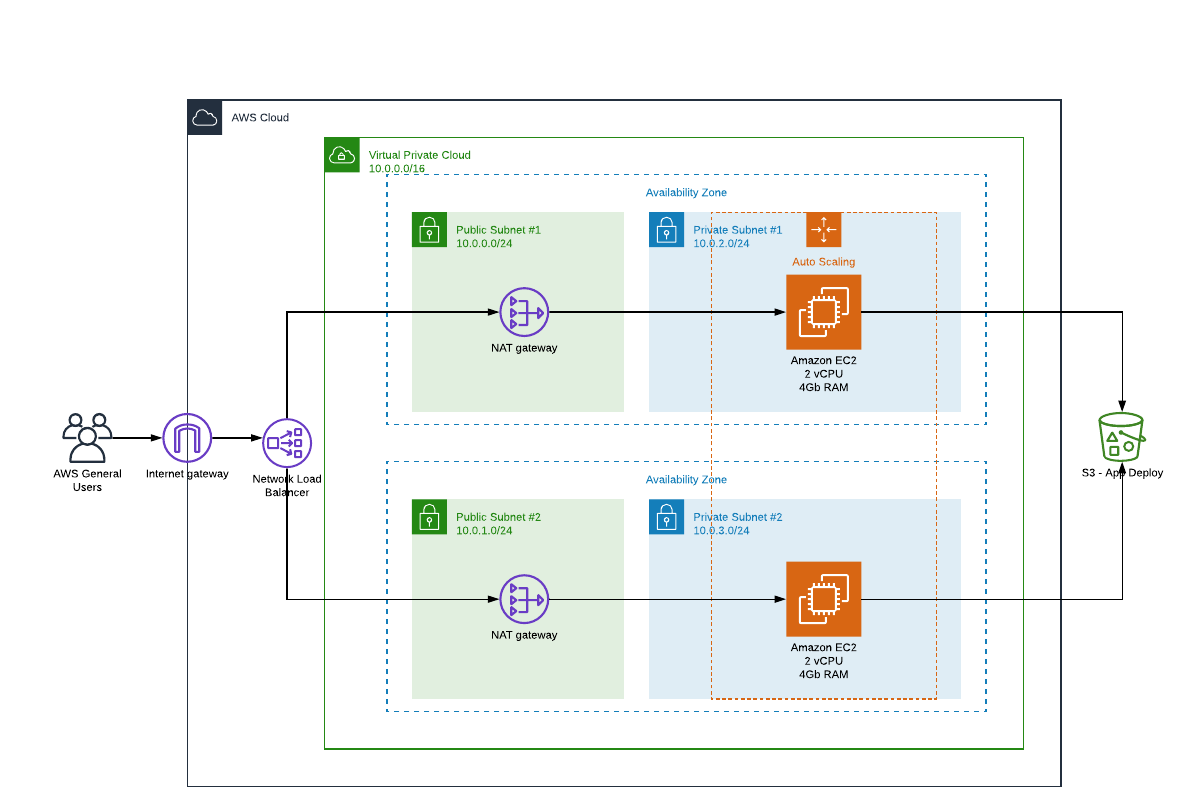 AWS Cloud
Virtual Private Cloud
10.0.0.0/16
Availability Zone
Public Subnet #1
10.0.0.0/24
Private Subnet #1
10.0.2.0/24
Auto Scaling
NAT gateway
Amazon EC2
2 vCPU
4Gb RAM
AWS General
Users
Internet gateway
Network Load
Balancer
S3 - App Deploy
Availability Zone
Public Subnet #2
10.0.1.0/24
Private Subnet #2
10.0.3.0/24
NAT gateway
Amazon EC2
2 vCPU
4Gb RAM